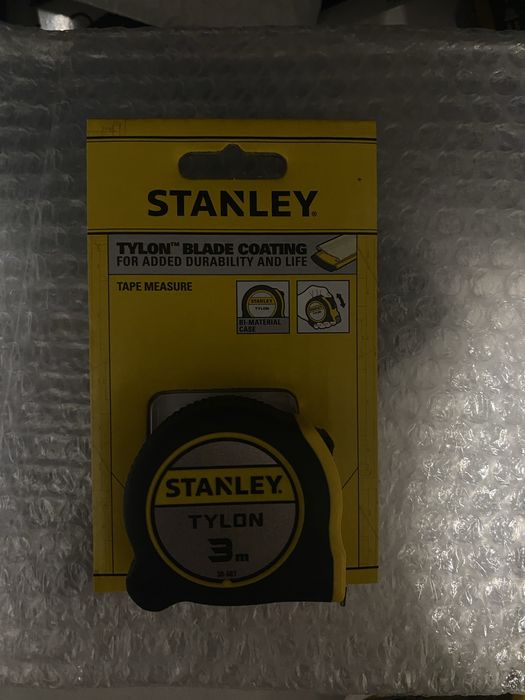 STANLEY®
TYLON™ BLADE COATING
FOR ADDED DURABILITY AND LIFE
TAPE MEASURE
STANLEY
TYLON
BI-MATERIAL
CASE
STANLEY®
TYLON
3m